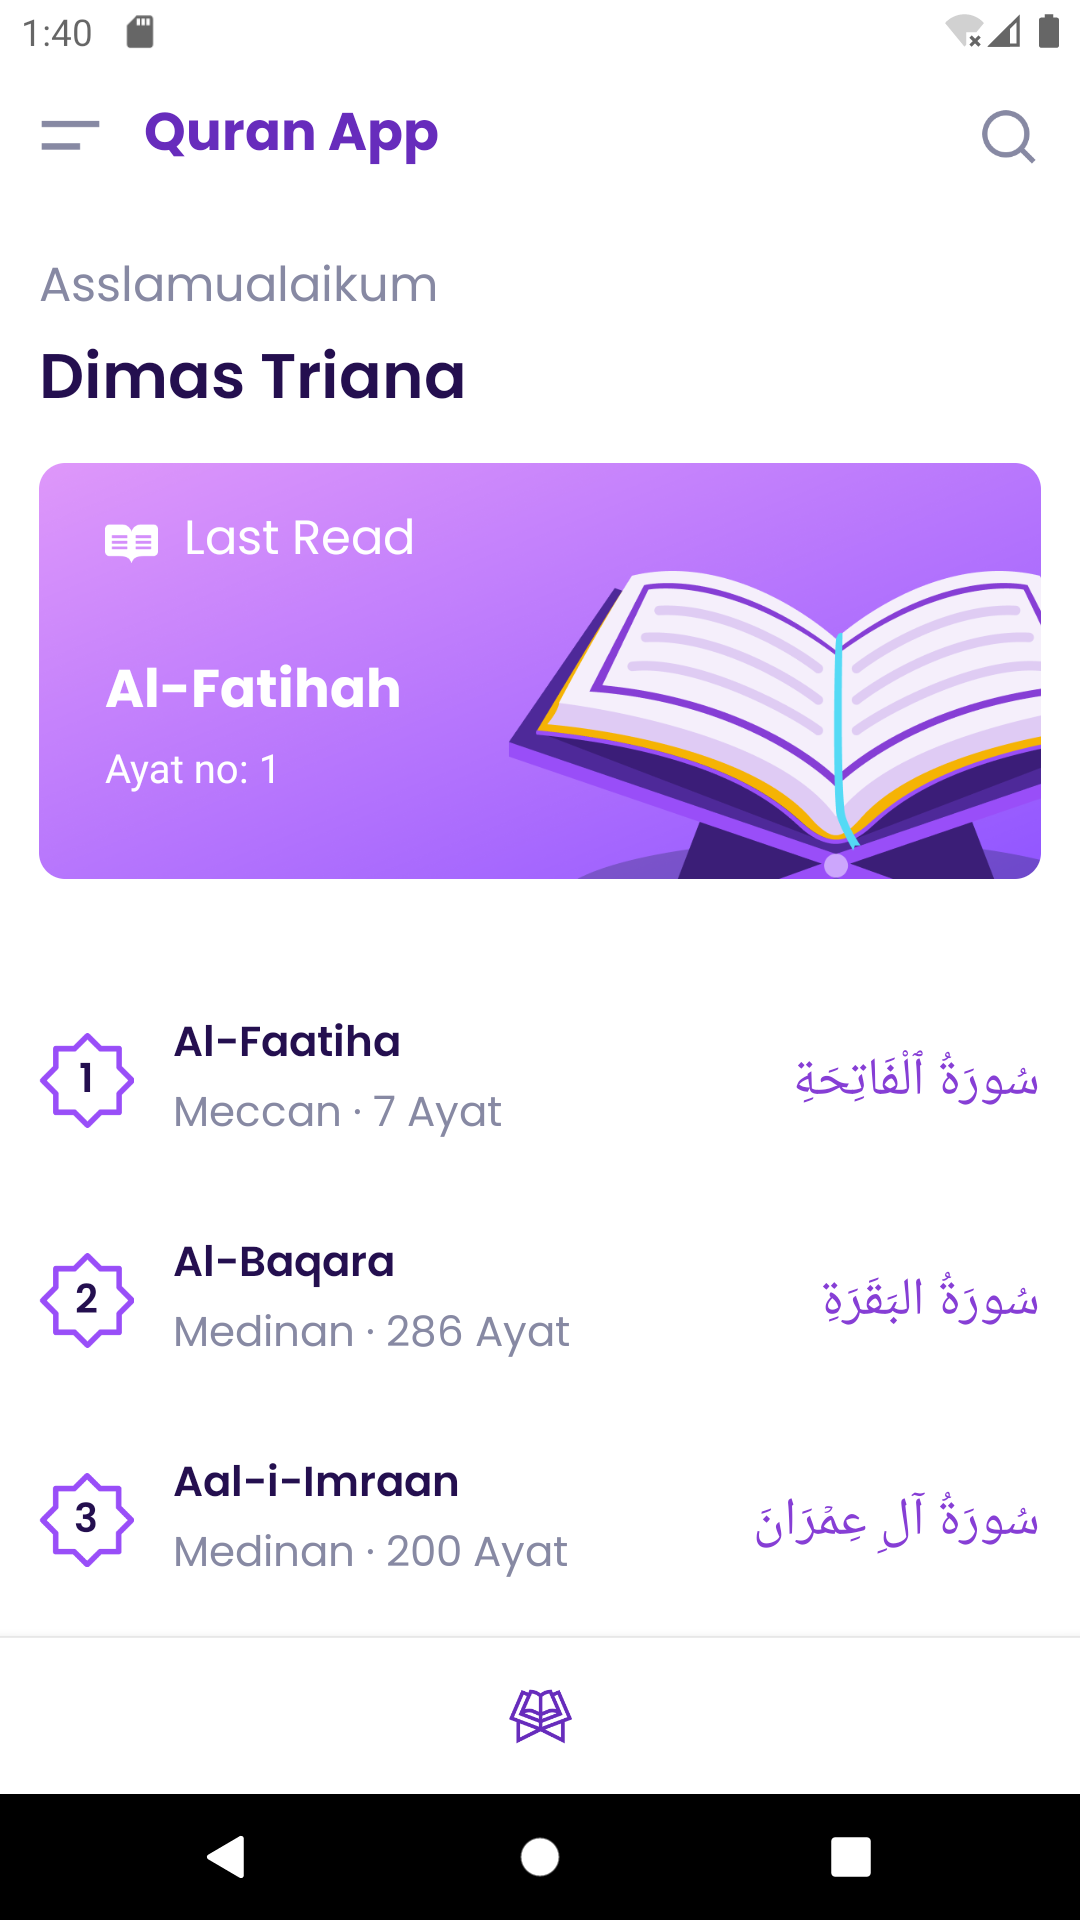 1:40
Quran App
Asslamualaikum
Dimas Triana
Last Read
Al-Fatihah
Ayat no: 1
1
Al-Faatiha
Meccan · 7 Ayat
سُورَةُ ٱلْفَاتِحَةِ
2
Al-Baqara
Medinan · 286 Ayat
سُورَةُ البَقَرَةِ
3
Aal-i-Imraan
Medinan · 200 Ayat
سُورَةُ آلِ عِمۡرَانَ